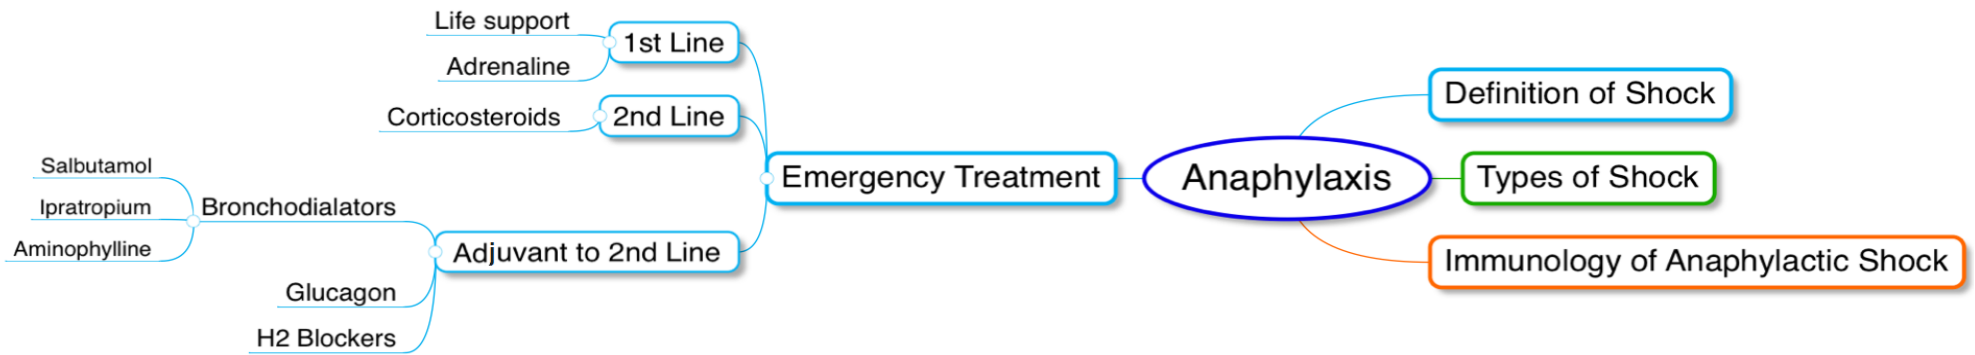 Life support
1st Line
Adrenaline
Corticosteroids
2nd Line
Salbutamol
Ipratropium
Aminophylline
Bronchodialators
Adjuvant to 2nd Line
Glucagon
H2 Blockers
Emergency Treatment
Anaphylaxis
Definition of Shock
Types of Shock
Immunology of Anaphylactic Shock